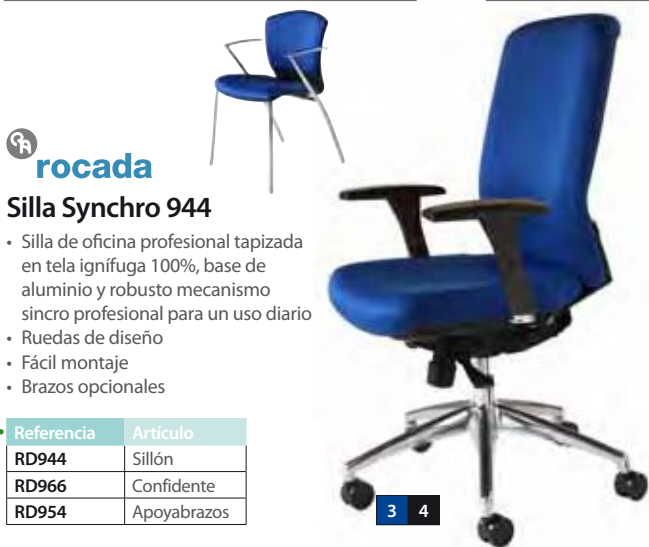 rocada
Silla Synchro 944
• Silla de oficina profesional tapizada
en tela ignífuga 100%, base de
aluminio y robusto mecanismo
sincro profesional para un uso diario
• Ruedas de diseño
• Fácil montaje
• Brazos opcionales
Referencia Artículo
RD944 Sillón
RD966 Confidente
RD954 Apoyabrazos
3 4